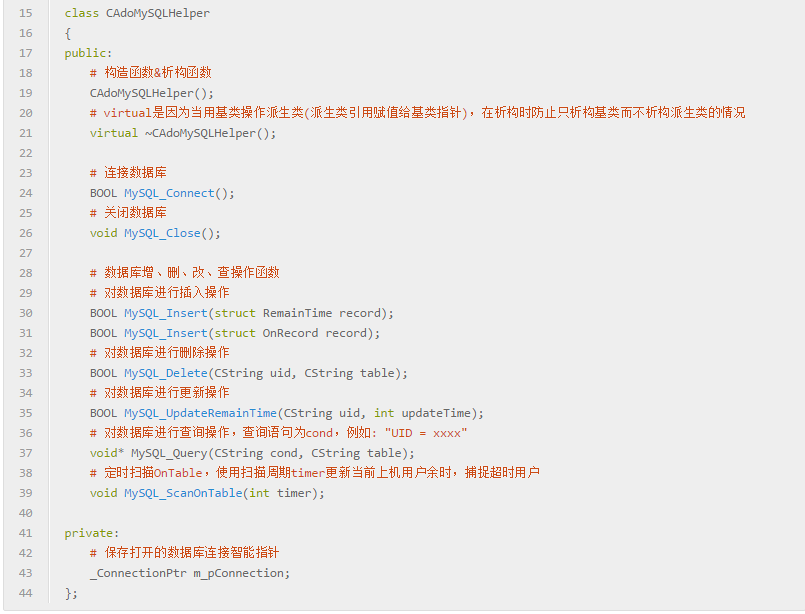 15 class CAdoMySQLHelper
16 {
17 public:
18 # 构造函数&析构函数
19 CAdoMySQLHelper();
20 # virtual是因为当用基类操作派生类(派生类引用赋值给基类指针)，在析构时防止只析构基类而不析构派生类的情况
21 virtual ~CAdoMySQLHelper();
22
23 # 连接数据库
24 BOOL MySQL_Connect();
25 # 关闭数据库
26 void MySQL_Close();
27
28 # 数据库增、删、改、查操作函数
29 # 对数据库进行插入操作
30 BOOL MySQL_Insert(struct RemainTime record);
31 BOOL MySQL_Insert(struct OnRecord record);
32 # 对数据库进行删除操作
33 BOOL MySQL_Delete(CString uid, CString table);
34 # 对数据库进行更新操作
35 BOOL MySQL_UpdateRemainTime(CString uid, int updateTime);
36 # 对数据库进行查询操作，查询语句为cond，例如: "UID = xxxx"
37 void* MySQL_Query(CString cond, CString table);
38 # 定时扫描OnTable，使用扫描周期timer更新当前上机用户余时，捕捉超时用户
39 void MySQL_ScanOnTable(int timer);
40
41 private:
42 # 保存打开的数据库连接智能指针
43 _ConnectionPtr m_pConnection;
44 };